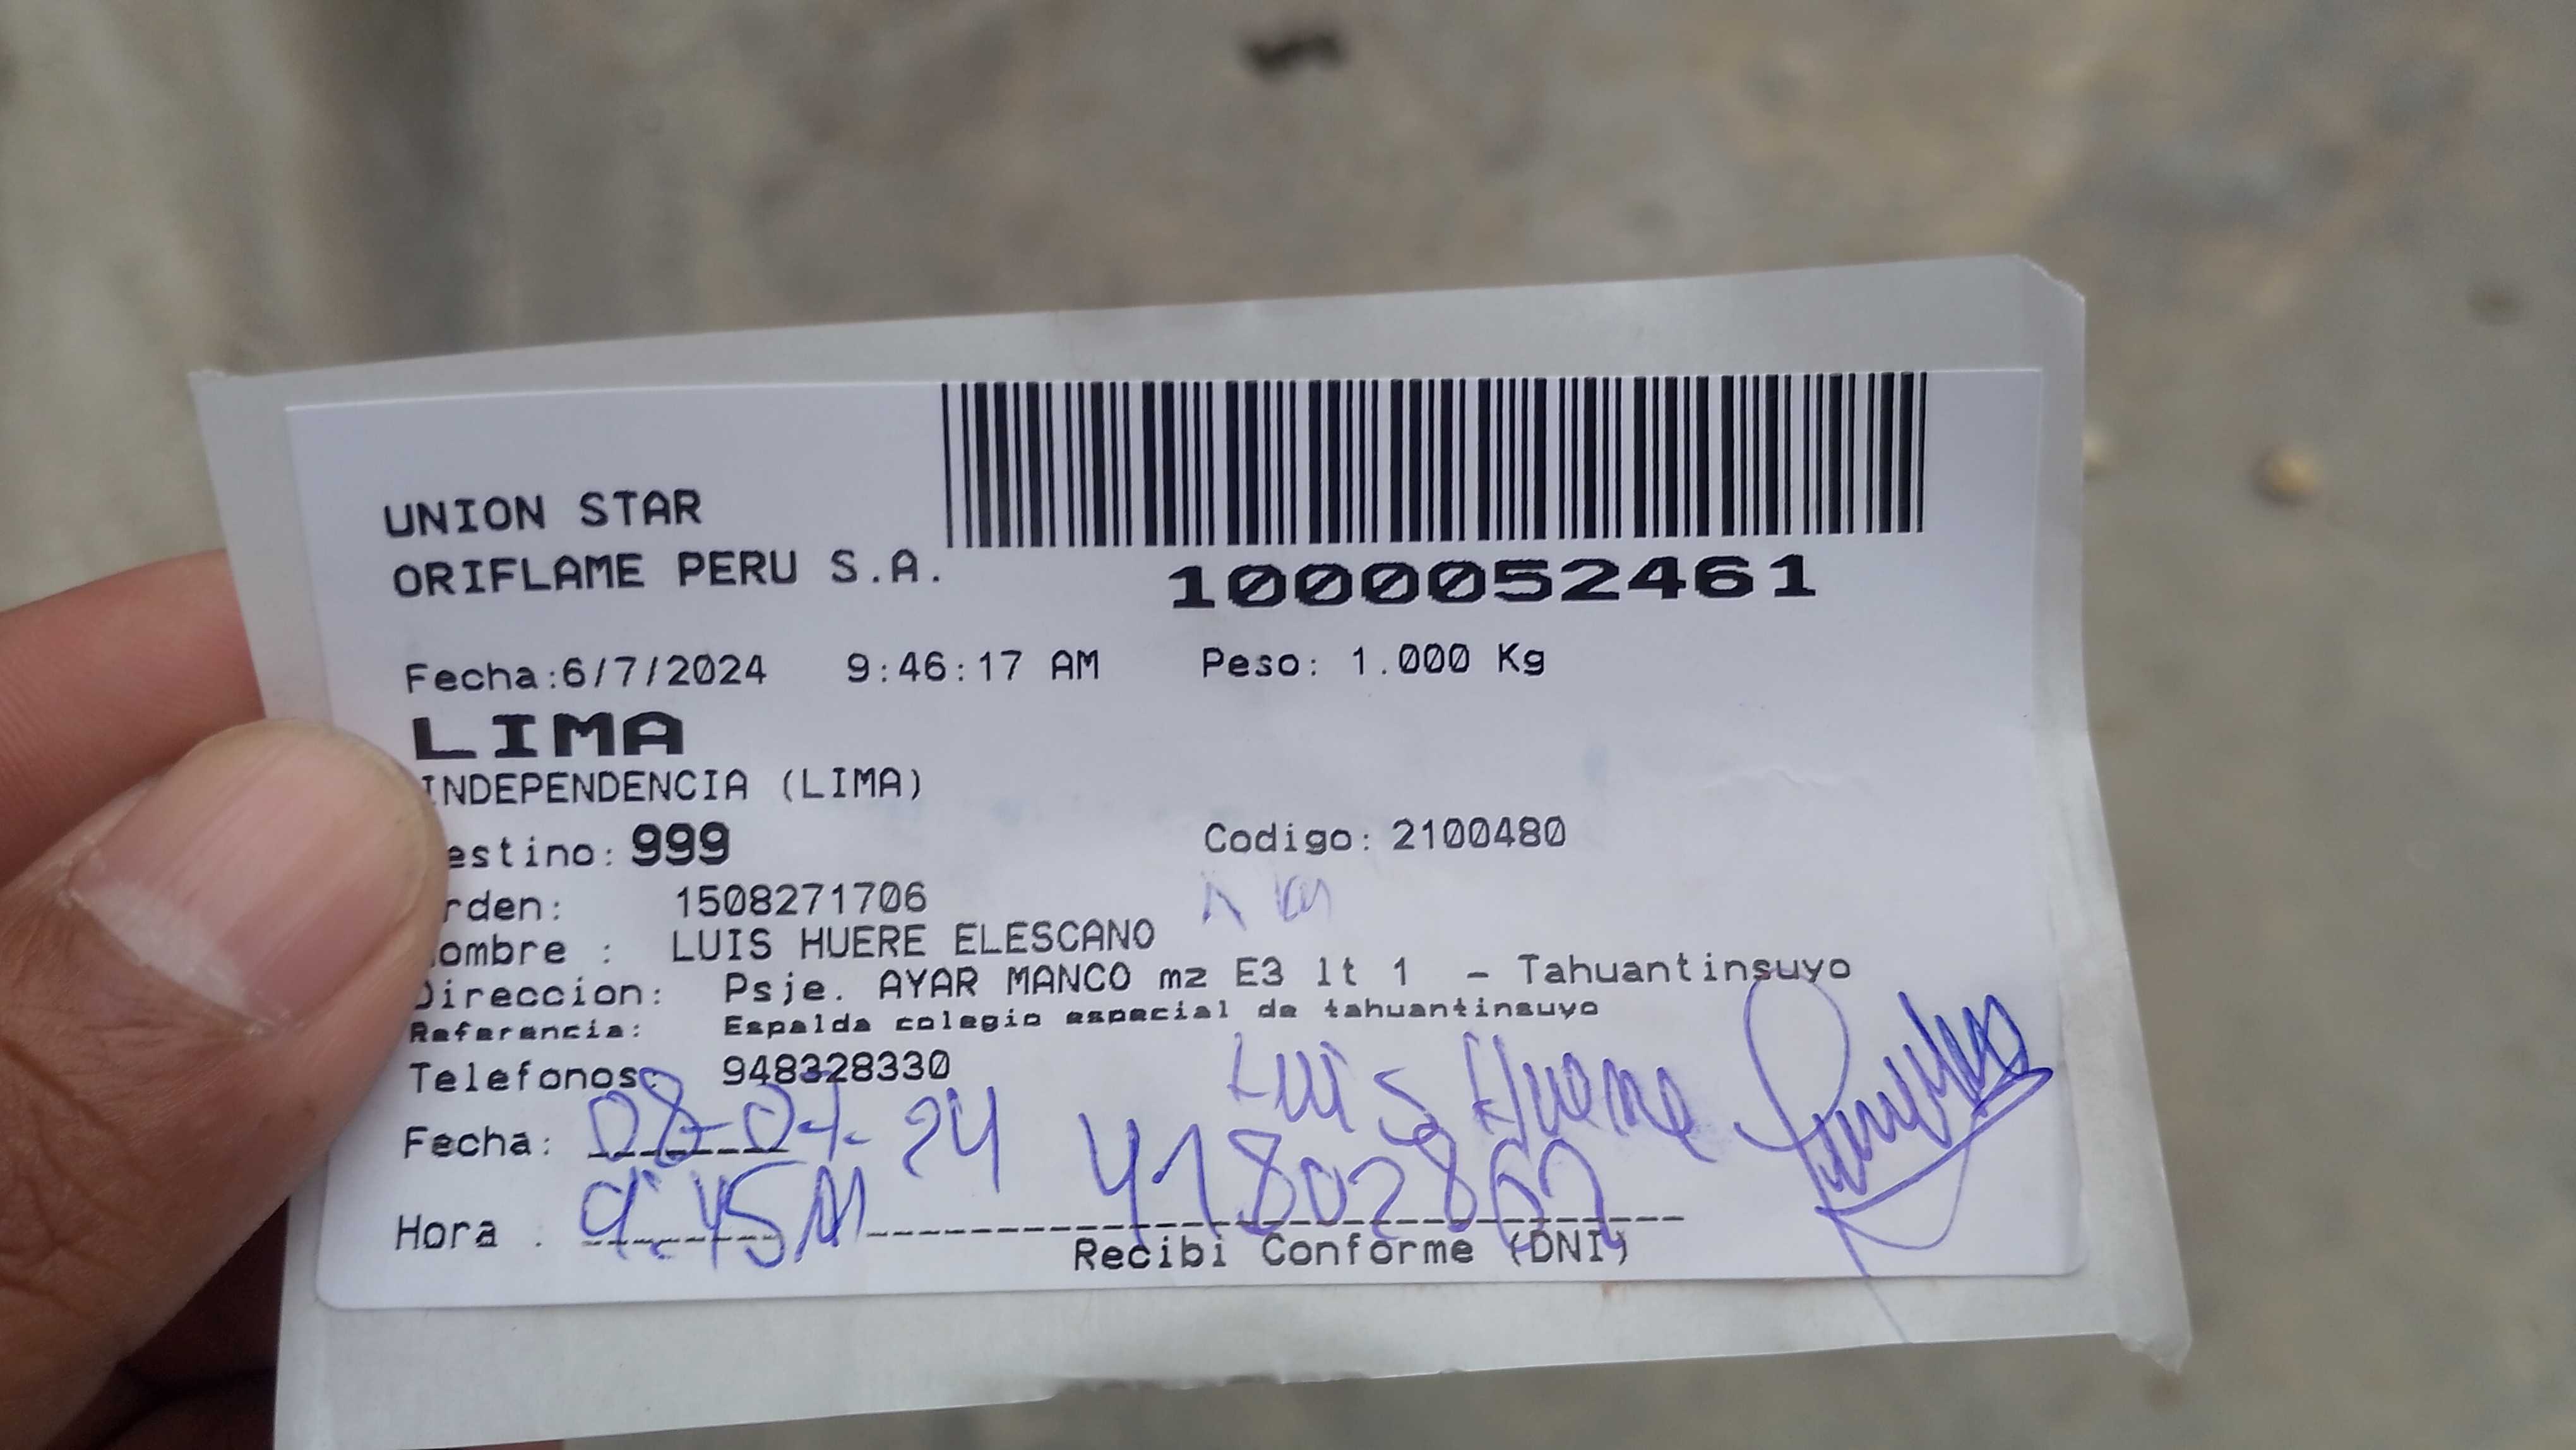 UNION STAR
ORIFLAME PERU S.A.
1000052461
Fecha:6/7/2024 9:46:17 AM Peso: 1.000 Kg
LIMA
INDEPENDENCIA (LIMA)
estino: 999 Codigo: 2100480
rden: 1508271706
ombre : LUIS HUERE ELESCANO
Direccion: Psje. AYAR MANCO mz E3 lt 1 - Tahuantinsuyo
Referencia: Espalda colegio especial de tahuantinsuyo
Telefonos: 948328330
Luis Huere
Fecha: 08-07-24
Hora : 9:45 M 41802862
Recibi Conforme (DNI)